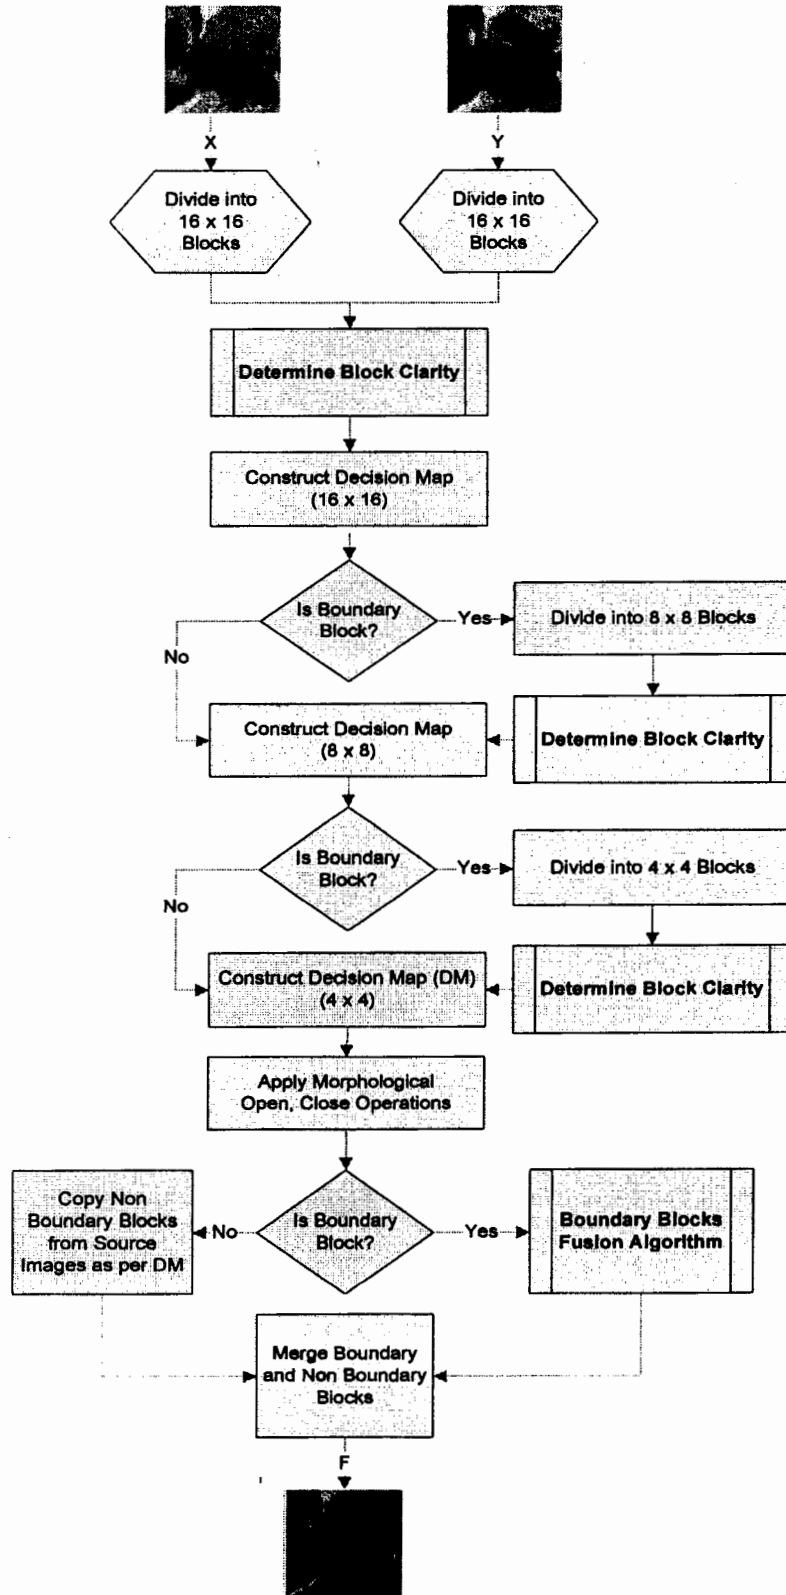 X
Y
Divide into
16 x 16
Blocks
Divide into
16 x 16
Blocks
Determine Block Clarity
Construct Decision Map
(16 x 16)
Is Boundary
Block?
Yes
Divide into 8 x 8 Blocks
No
Construct Decision Map
(8 x 8)
Determine Block Clarity
Is Boundary
Block?
Yes
Divide into 4 x 4 Blocks
No
Construct Decision Map (DM)
(4 x 4)
Determine Block Clarity
Apply Morphological
Open, Close Operations
Copy Non
Boundary Blocks
from Source
Images as per DM
No
Is Boundary
Block?
Yes
Boundary Blocks
Fusion Algorithm
Merge Boundary
and Non Boundary
Blocks
F